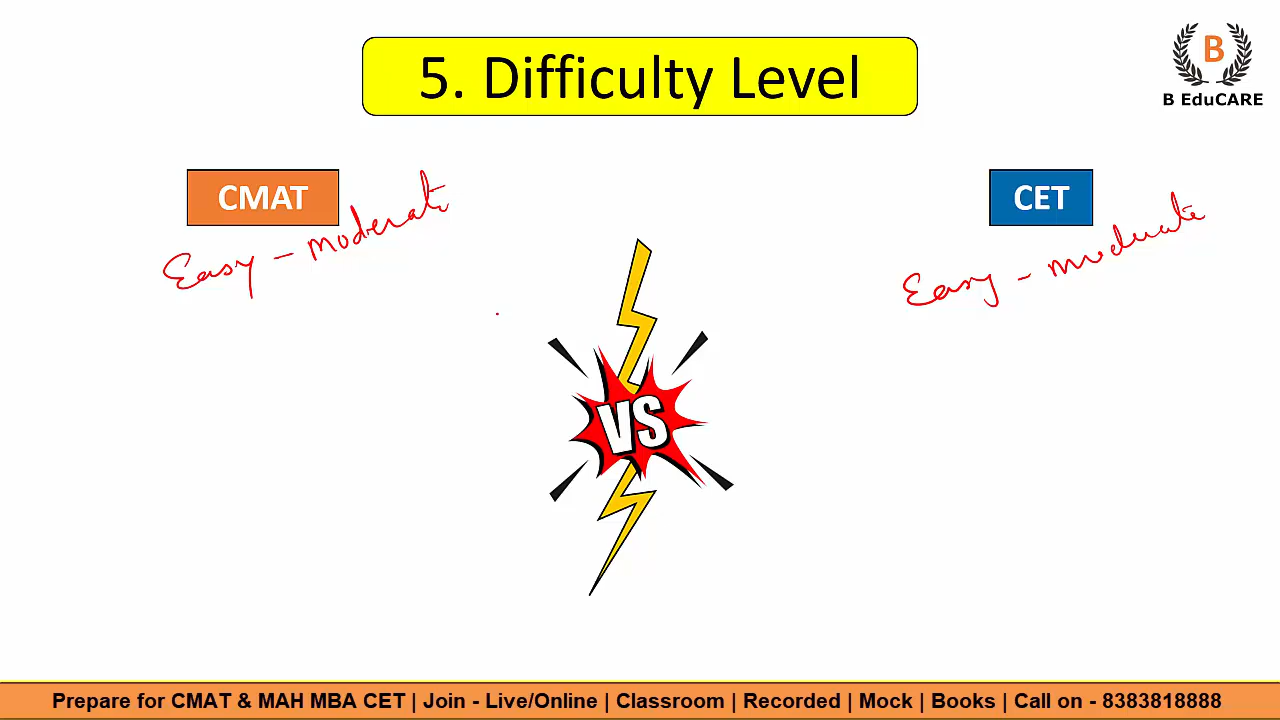 5. Difficulty Level
B
B EduCARE
CMAT
CET
Easy - moderate
Easy - moderate
VS
Prepare for CMAT & MAH MBA CET | Join - Live/Online | Classroom | Recorded | Mock | Books | Call on - 8383818888